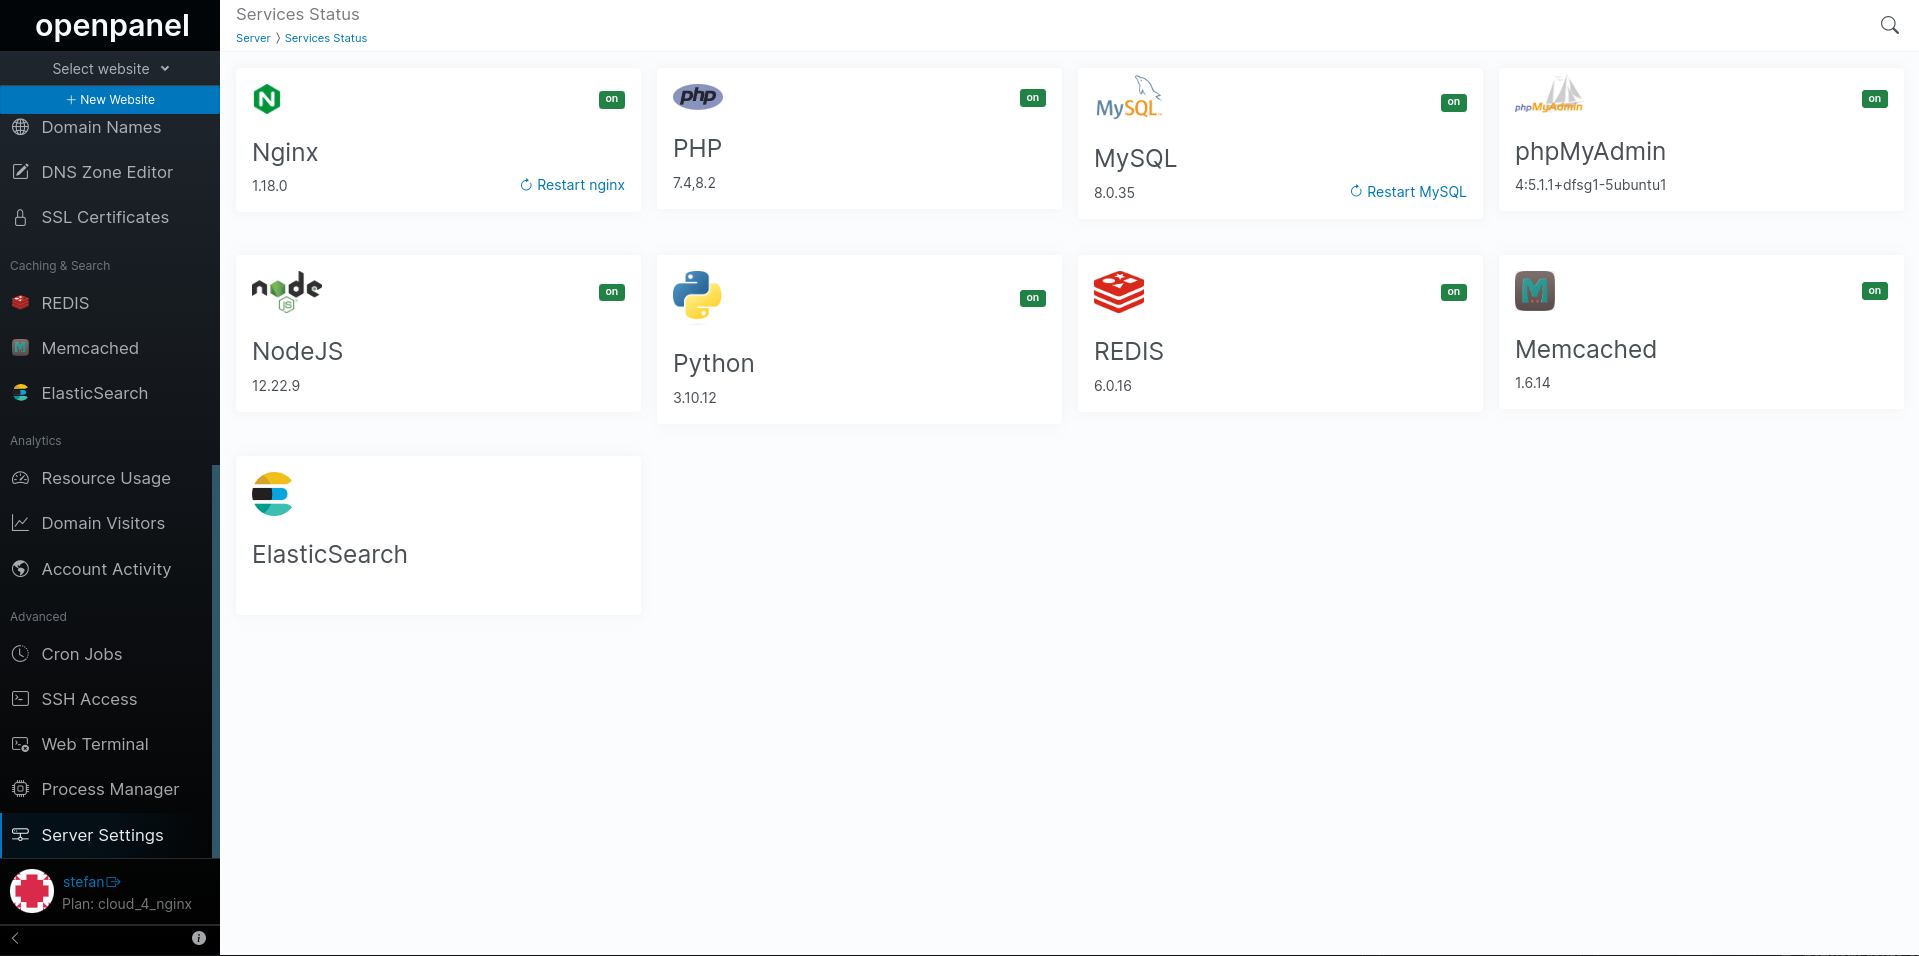 openpanel
Select website
+ New Website
Domain Names
DNS Zone Editor
SSL Certificates
Caching & Search
REDIS
Memcached
ElasticSearch
Analytics
Resource Usage
Domain Visitors
Account Activity
Advanced
Cron Jobs
SSH Access
Web Terminal
Process Manager
Server Settings
stefan
Plan: cloud_4_nginx
Services Status
Server 〉 Services Status
on
Nginx
1.18.0
Restart nginx
php
on
PHP
7.4,8.2
MySQL
on
MySQL
8.0.35
Restart MySQL
phpMyAdmin
on
phpMyAdmin
4:5.1.1+dfsg1-5ubuntu1
node
JS
on
NodeJS
12.22.9
on
Python
3.10.12
on
REDIS
6.0.16
M
on
Memcached
1.6.14
ElasticSearch